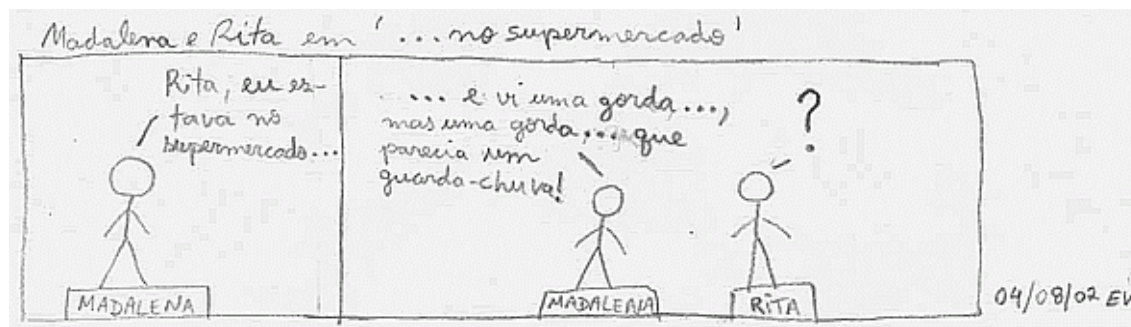 Madalena e Rita em '...no supermercado'
Rita, eu es-
tava no
supermercado...
MADALENA
... e vi uma gorda...,
mas uma gorda,... que
parecia um
guarda-chuva!
?
MADALENA
RITA
04/08/02